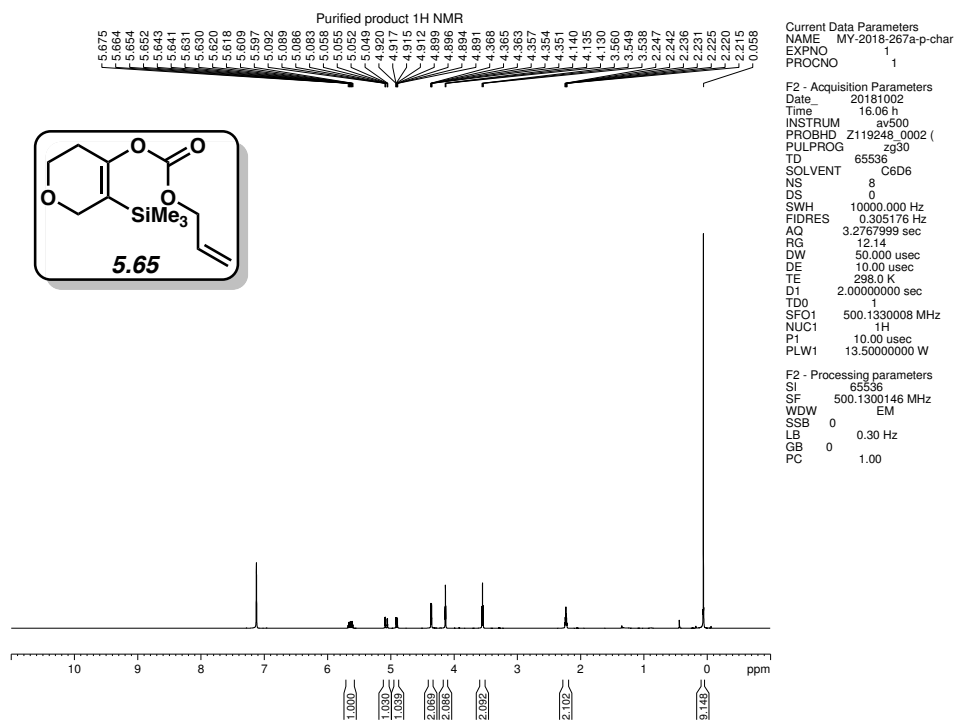 Purified product 1H NMR
5.675
5.664
5.654
5.652
5.643
5.641
5.631
5.630
5.620
5.618
5.609
5.597
5.092
5.089
5.086
5.083
5.058
5.055
5.052
5.049
4.920
4.917
4.915
4.912
4.899
4.896
4.894
4.891
4.368
4.365
4.363
4.357
4.354
4.351
4.140
4.135
4.130
3.560
3.549
3.538
2.247
2.242
2.236
2.231
2.225
2.220
2.215
0.058
Current Data Parameters
NAME MY-2018-267a-p-char
EXPNO 1
PROCNO 1
F2 - Acquisition Parameters
Date_ 20181002
Time 16.06 h
INSTRUM av500
PROBHD Z119248_0002 (
PULPROG zg30
TD 65536
SOLVENT C6D6
NS 8
DS 0
SWH 10000.000 Hz
FIDRES 0.305176 Hz
AQ 3.2767999 sec
RG 12.14
DW 50.000 usec
DE 10.00 usec
TE 298.0 K
D1 2.00000000 sec
TD0 1
SFO1 500.1330008 MHz
NUC1 1H
P1 10.00 usec
PLW1 13.50000000 W
F2 - Processing parameters
SI 65536
SF 500.1300146 MHz
WDW EM
SSB 0
LB 0.30 Hz
GB 0
PC 1.00
O O
O O
SiMe3
5.65
10 9 8 7 6 5 4 3 2 1 0 ppm
1.000
1.030
1.039
2.069
2.086
2.092
2.102
9.148